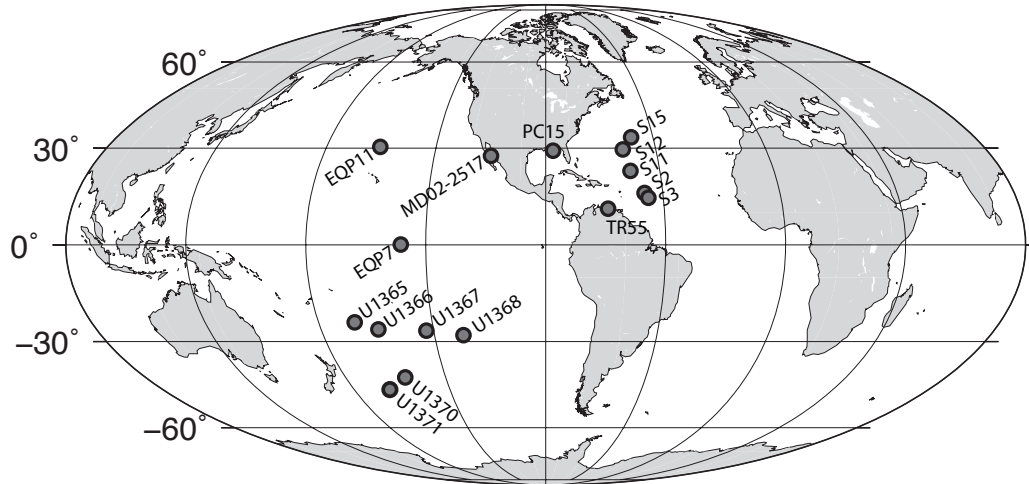 60°
S15
PC15
S12
30°
EQP11
MD02-2517
S11
S2
S3
TR55
0°
EQP7
U1365
U1366
U1367
U1368
−30°
U1370
U1371
−60°